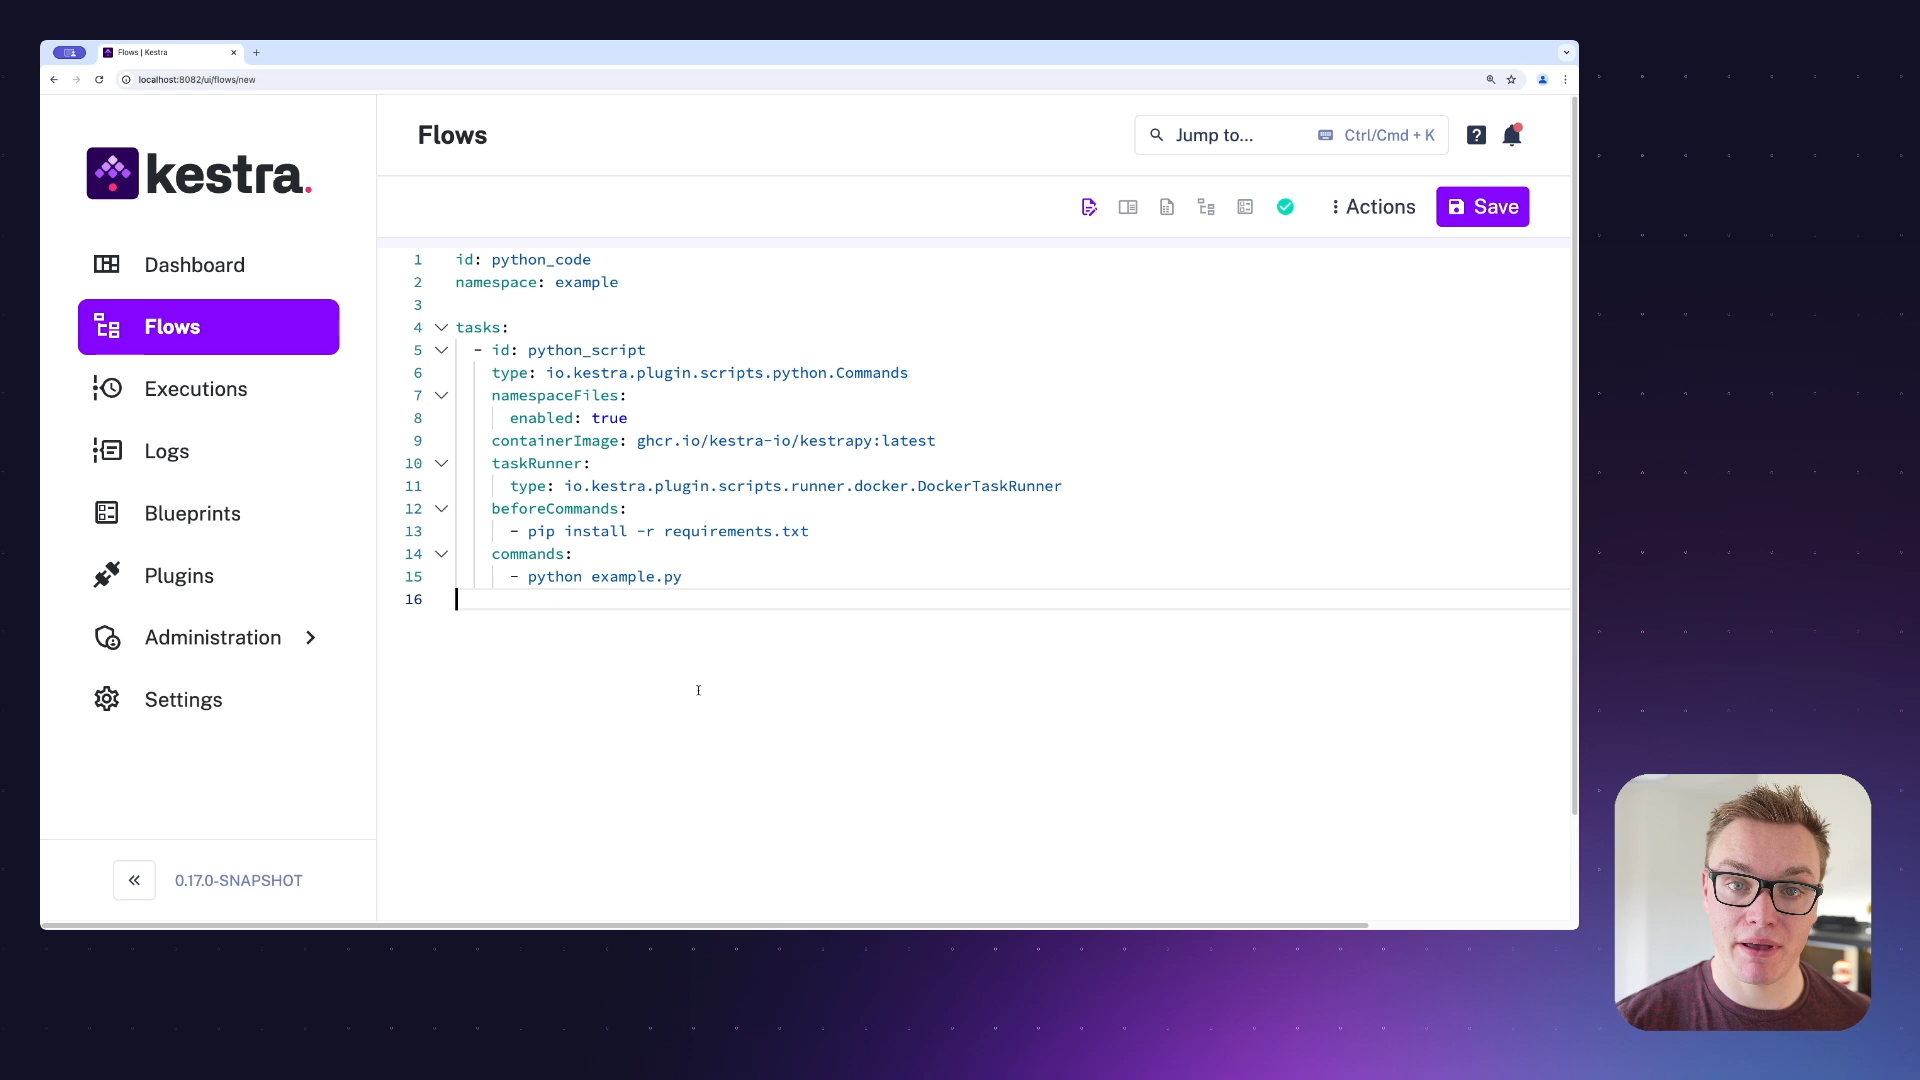 Flows | Kestra
localhost:8082/ui/flows/new
kestra.
Dashboard
Flows
Executions
Logs
Blueprints
Plugins
Administration
Settings
0.17.0-SNAPSHOT
Flows
Jump to...
Ctrl/Cmd + K
Actions
Save
1 id: python_code
2 namespace: example
3
4 tasks:
5 - id: python_script
6 type: io.kestra.plugin.scripts.python.Commands
7 namespaceFiles:
8 enabled: true
9 containerImage: ghcr.io/kestra-io/kestrapy:latest
10 taskRunner:
11 type: io.kestra.plugin.scripts.runner.docker.DockerTaskRunner
12 beforeCommands:
13 - pip install -r requirements.txt
14 commands:
15 - python example.py
16